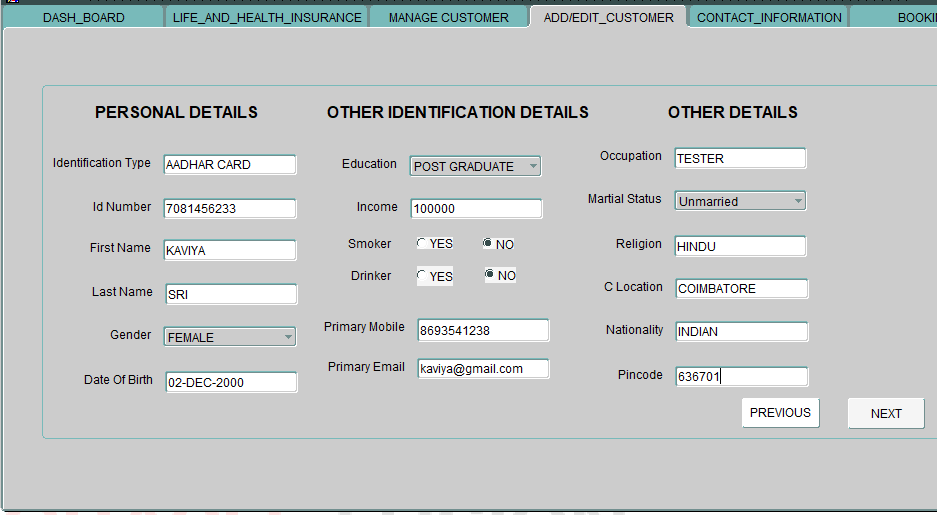 DASH_BOARD LIFE_AND_HEALTH_INSURANCE MANAGE CUSTOMER ADD/EDIT_CUSTOMER CONTACT_INFORMATION
PERSONAL DETAILS OTHER IDENTIFICATION DETAILS OTHER DETAILS
Identification Type AADHAR CARD Education POST GRADUATE Occupation TESTER
Id Number 7081456233 Income 100000 Martial Status Unmarried
First Name KAVIYA Smoker YES NO Religion HINDU
Last Name SRI Drinker YES NO C Location COIMBATORE
Gender FEMALE Primary Mobile 8693541238 Nationality INDIAN
Date Of Birth 02-DEC-2000 Primary Email kaviya@gmail.com Pincode 636701
PREVIOUS NEXT